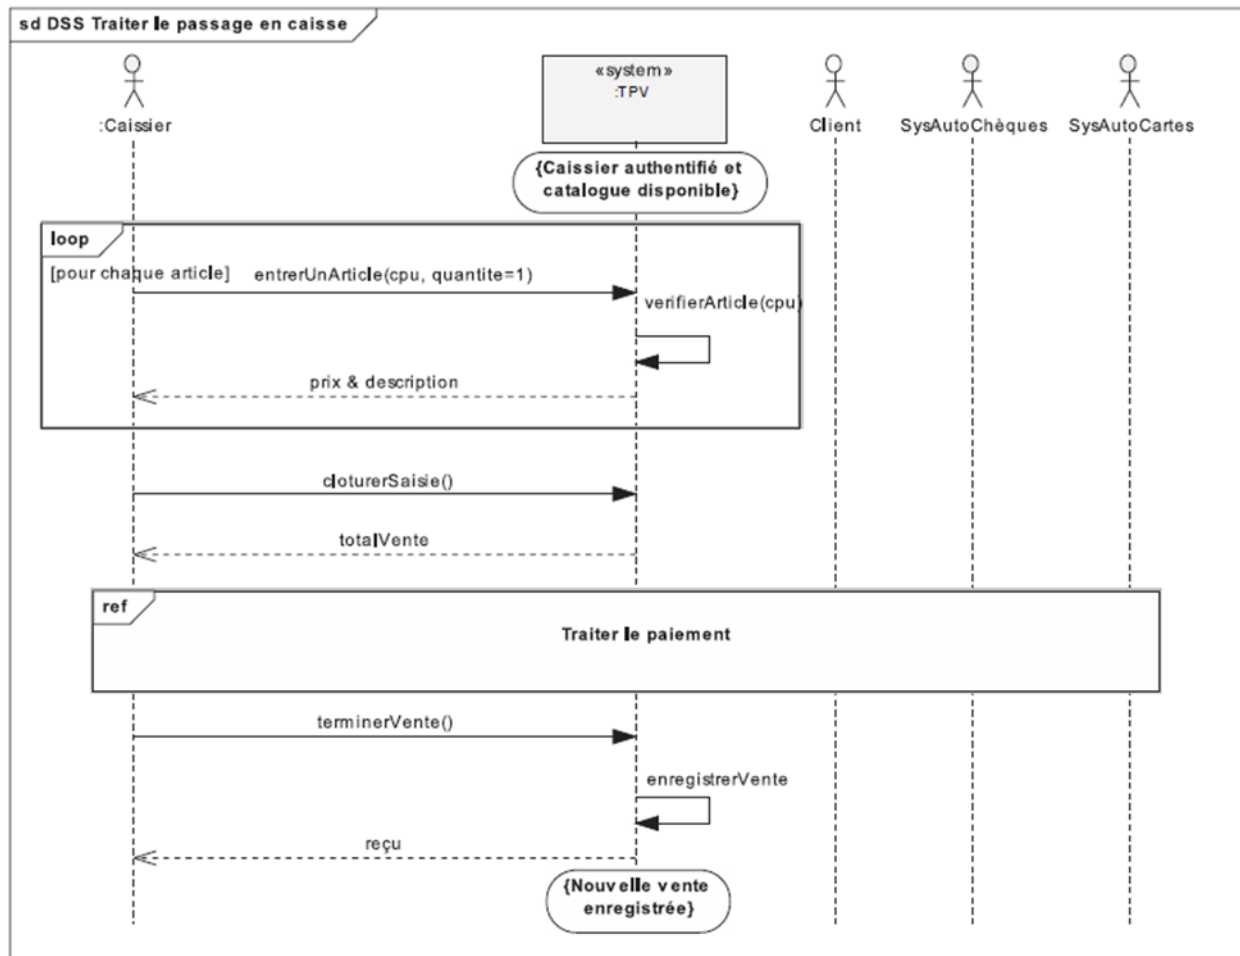 sd DSS Traiter le passage en caisse
«system»
:TPV
:Caissier
Client
SysAutoChèques
SysAutoCartes
{Caissier authentifié et
catalogue disponible}
loop
[pour chaque article]
entrerUnArticle(cpu, quantite=1)
verifierArticle(cpu)
prix & description
cloturerSaisie()
totalVente
ref
Traiter le paiement
terminerVente()
enregistrerVente
reçu
{Nouvelle vente
enregistrée}